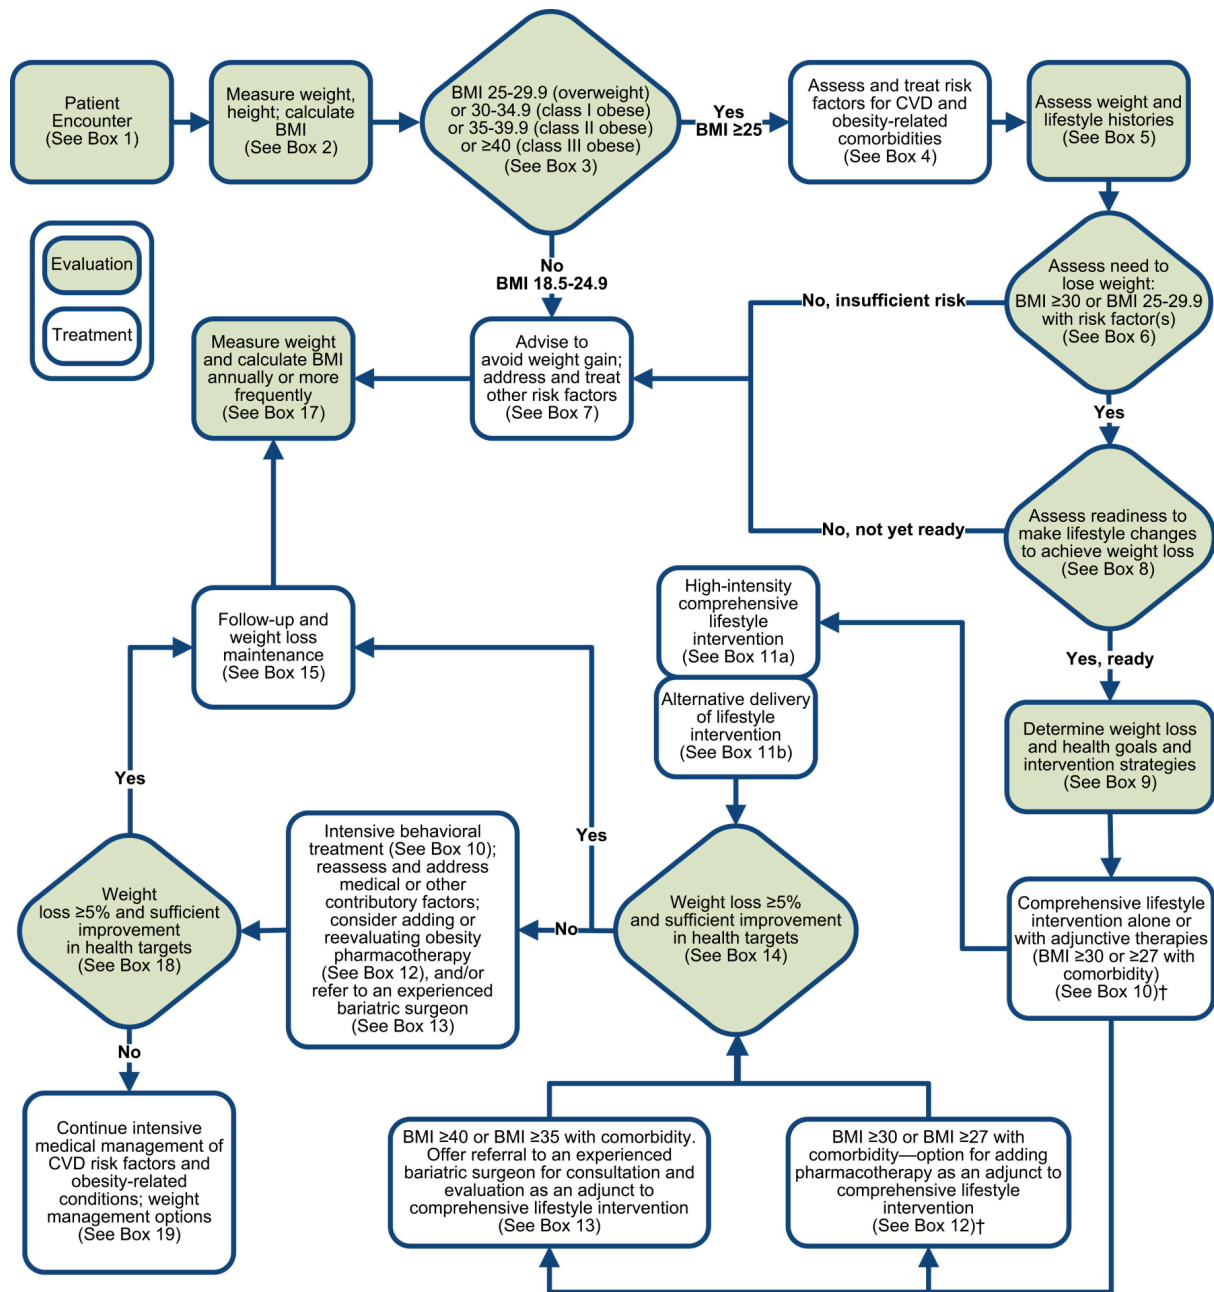 Patient
Encounter
(See Box 1)
Measure weight,
height; calculate
BMI
(See Box 2)
BMI 25-29.9 (overweight)
or 30-34.9 (class I obese)
or 35-39.9 (class II obese)
or ≥40 (class III obese)
(See Box 3)
Yes
BMI ≥25
Assess and treat risk
factors for CVD and
obesity-related
comorbidities
(See Box 4)
Assess weight and
lifestyle histories
(See Box 5)
Evaluation
Treatment
No
BMI 18.5-24.9
Assess need to
lose weight:
BMI ≥30 or BMI 25-29.9
with risk factor(s)
(See Box 6)
No, insufficient risk
Measure weight
and calculate BMI
annually or more
frequently
(See Box 17)
Advise to
avoid weight gain;
address and treat
other risk factors
(See Box 7)
Yes
Assess readiness to
make lifestyle changes
to achieve weight loss
(See Box 8)
No, not yet ready
Yes, ready
High-intensity
comprehensive
lifestyle
intervention
(See Box 11a)
Alternative delivery
of lifestyle
intervention
(See Box 11b)
Follow-up and
weight loss
maintenance
(See Box 15)
Determine weight loss
and health goals and
intervention strategies
(See Box 9)
Yes
Yes
Weight
loss ≥5% and sufficient
improvement
in health targets
(See Box 18)
Intensive behavioral
treatment (See Box 10);
reassess and address
medical or other
contributory factors;
consider adding or
reevaluating obesity
pharmacotherapy
(See Box 12), and/or
refer to an experienced
bariatric surgeon
(See Box 13)
No
Weight loss ≥5%
and sufficient improvement
in health targets
(See Box 14)
Comprehensive lifestyle
intervention alone or
with adjunctive therapies
(BMI ≥30 or ≥27 with
comorbidity)
(See Box 10)†
No
Continue intensive
medical management of
CVD risk factors and
obesity-related
conditions; weight
management options
(See Box 19)
BMI ≥40 or BMI ≥35 with comorbidity.
Offer referral to an experienced
bariatric surgeon for consultation and
evaluation as an adjunct to
comprehensive lifestyle intervention
(See Box 13)
BMI ≥30 or BMI ≥27 with
comorbidity—option for adding
pharmacotherapy as an adjunct to
comprehensive lifestyle
intervention
(See Box 12)†